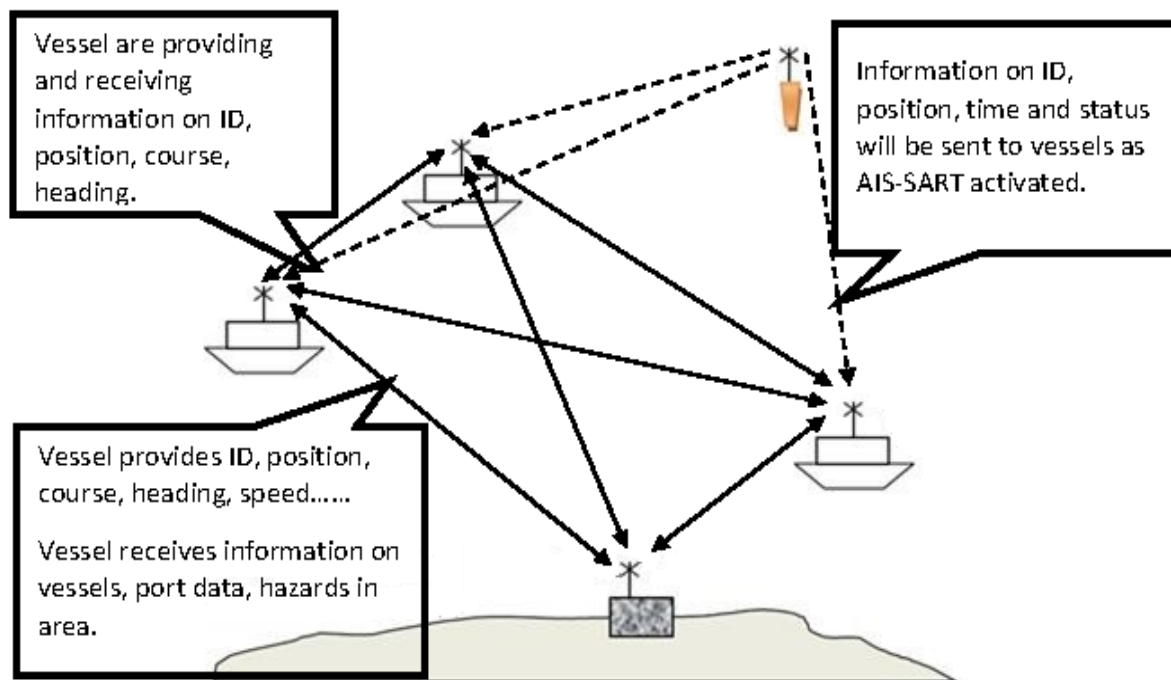 Vessel are providing
and receiving
information on ID,
position, course,
heading.
Information on ID,
position, time and status
will be sent to vessels as
AIS-SART activated.
Vessel provides ID, position,
course, heading, speed......
Vessel receives information on
vessels, port data, hazards in
area.